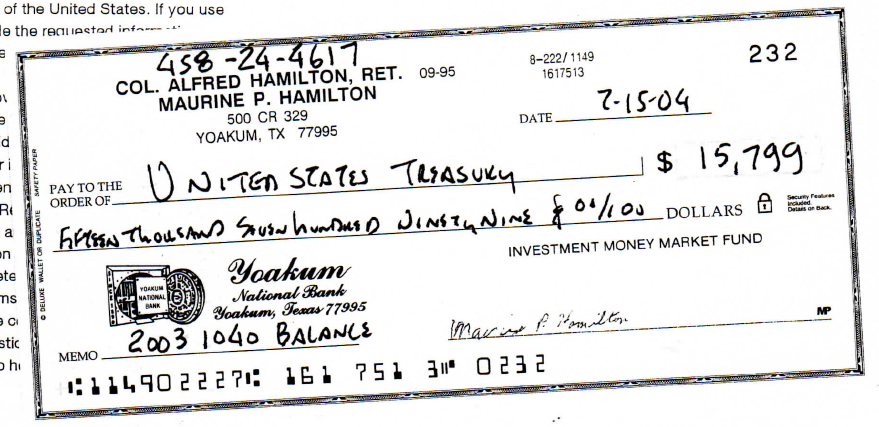 of the United States. If you use
458-24-4617
COL. ALFRED HAMILTON, RET. 09-95
MAURINE P. HAMILTON
500 CR 329
YOAKUM, TX 77995
8-222/1149
1617513
232
DATE 7-15-04
PAY TO THE
ORDER OF UNITED STATES TREASURY $ 15,799
FIFTEEN THOUSAND SEVEN HUNDRED NINETY NINE & 00/100 DOLLARS
Security Features
Included.
Details on Back.
INVESTMENT MONEY MARKET FUND
YOAKUM
NATIONAL
BANK
Yoakum
National Bank
Yoakum, Texas 77995
MEMO 2003 1040 BALANCE
Maurine P. Hamilton
MP
⑆114902227⑆ 161 751 3⑈ 0232
© DELUXE WALLET OR DUPLICATE SAFETY PAPER